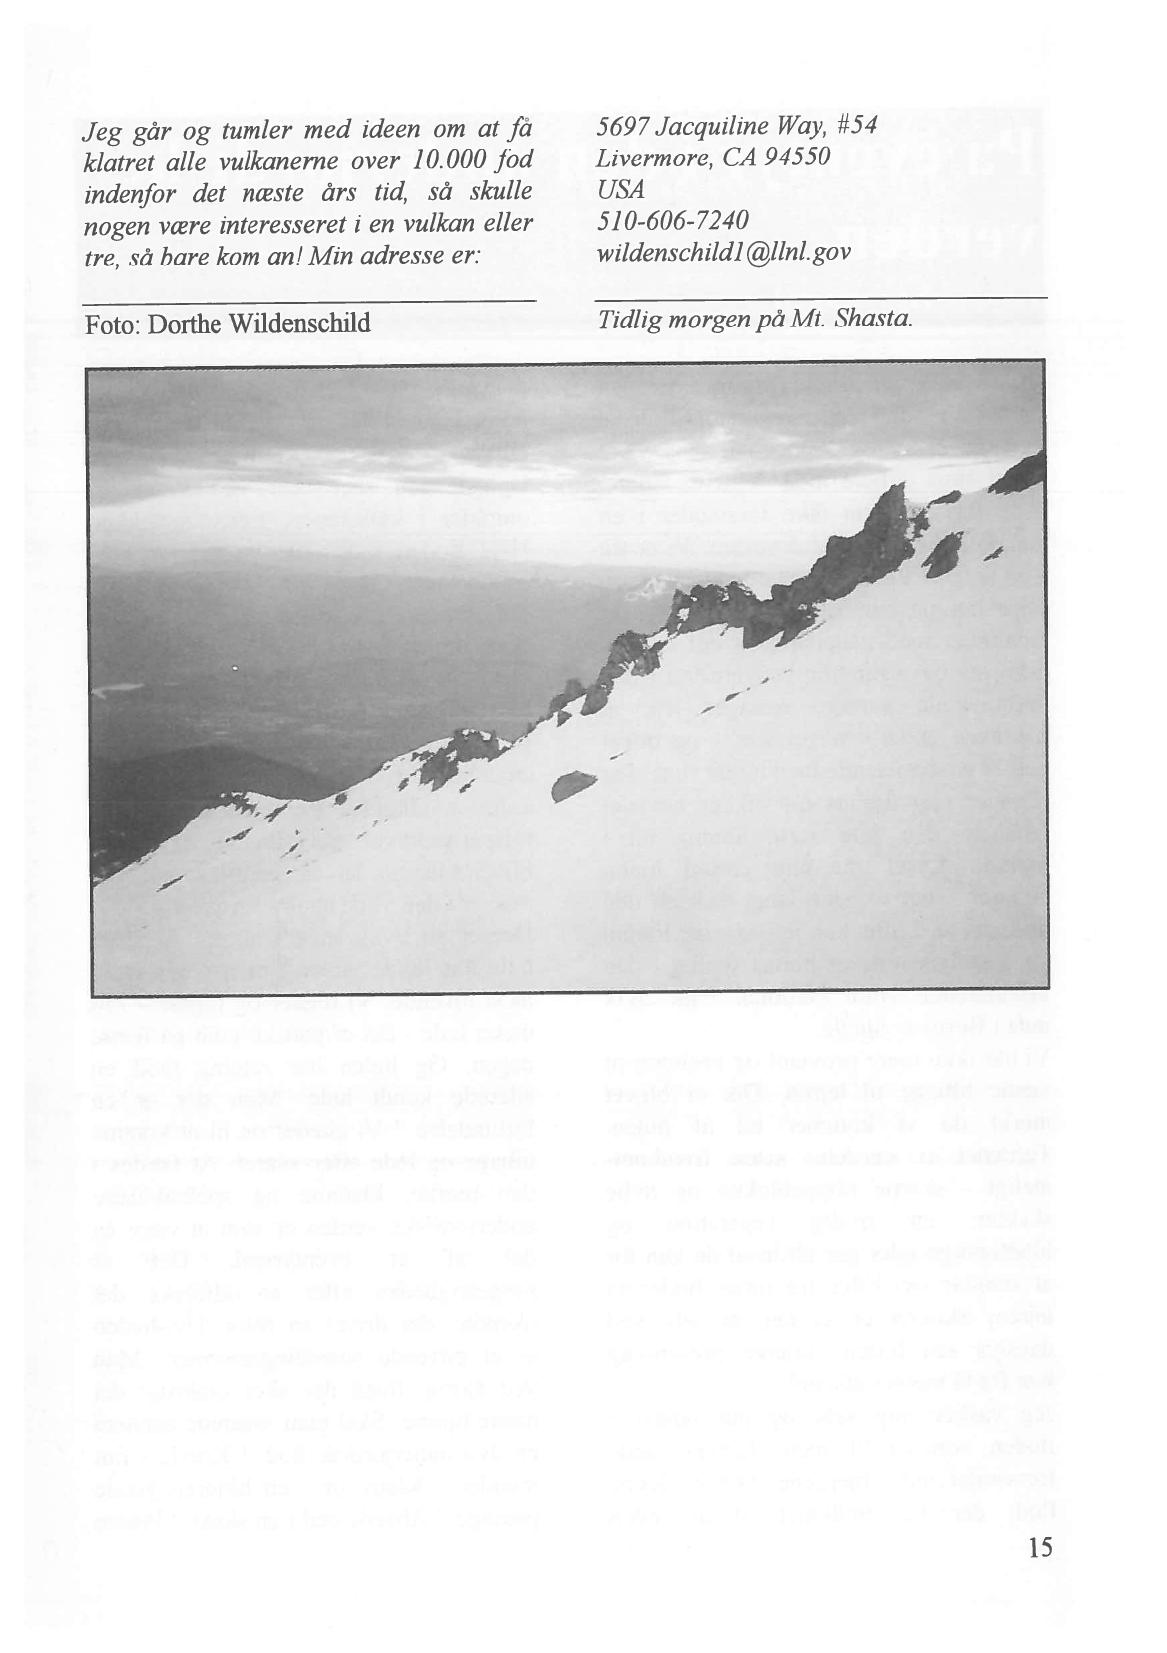 Jeg går og tumler med ideen om at få
klatret alle vulkanerne over 10.000 fod
indenfor det næste års tid, så skulle
nogen være interesseret i en vulkan eller
tre, så bare kom an! Min adresse er:
5697 Jacquiline Way, #54
Livermore, CA 94550
USA
510-606-7240
wildenschild1@llnl.gov
Foto: Dorthe Wildenschild
Tidlig morgen på Mt. Shasta.
15